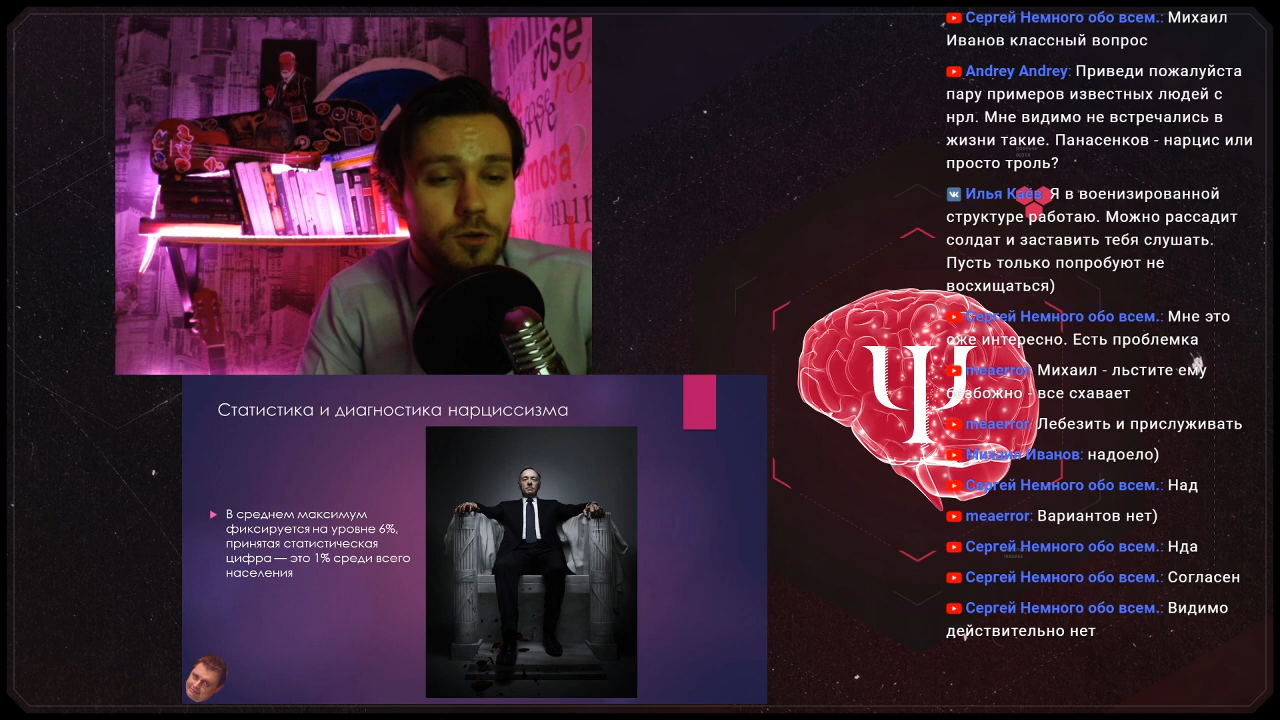 Статистика и диагностика нарциссизма
В среднем максимум
фиксируется на уровне 6%,
принятая статистическая
цифра — это 1% среди всего
населения
Ψ
Сергей Немного обо всем.: Михаил
Иванов классный вопрос
Andrey Andrey: Приведи пожалуйста
пару примеров известных людей с
нрл. Мне видимо не встречались в
жизни такие. Панасенков - нарцис или
просто троль?
Илья Каёв: Я в военизированной
структуре работаю. Можно рассадит
солдат и заставить тебя слушать.
Пусть только попробуют не
восхищаться)
Сергей Немного обо всем.: Мне это
оже интересно. Есть проблемка
meaerror: Михаил - льстите ему
безбожно - все схавает
meaerror: Лебезить и прислуживать
Михаил Иванов: надоело)
Сергей Немного обо всем.: Над
meaerror: Вариантов нет)
Сергей Немного обо всем.: Нда
Сергей Немного обо всем.: Согласен
Сергей Немного обо всем.: Видимо
действительно нет